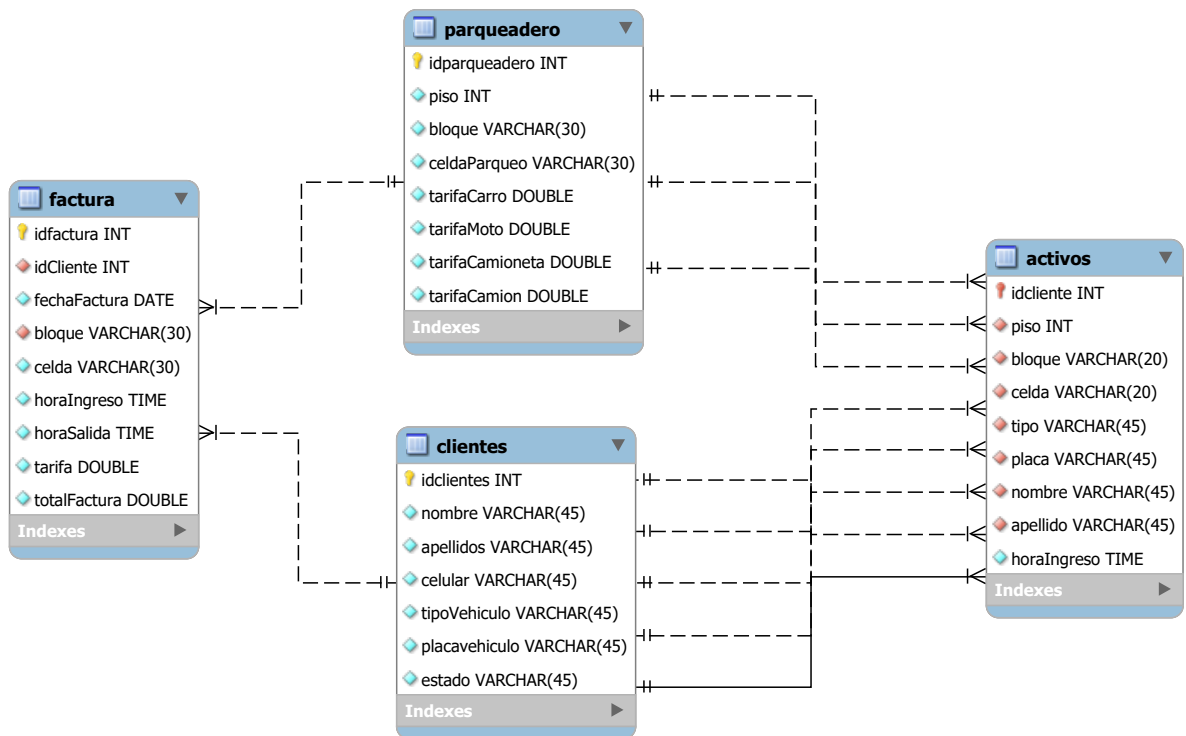 parqueadero
idparqueadero INT
piso INT
bloque VARCHAR(30)
celdaParqueo VARCHAR(30)
tarifaCarro DOUBLE
tarifaMoto DOUBLE
tarifaCamioneta DOUBLE
tarifaCamion DOUBLE
Indexes
factura
idfactura INT
idCliente INT
fechaFactura DATE
bloque VARCHAR(30)
celda VARCHAR(30)
horaIngreso TIME
horaSalida TIME
tarifa DOUBLE
totalFactura DOUBLE
Indexes
clientes
idclientes INT
nombre VARCHAR(45)
apellidos VARCHAR(45)
celular VARCHAR(45)
tipoVehiculo VARCHAR(45)
placavehiculo VARCHAR(45)
estado VARCHAR(45)
Indexes
activos
idcliente INT
piso INT
bloque VARCHAR(20)
celda VARCHAR(20)
tipo VARCHAR(45)
placa VARCHAR(45)
nombre VARCHAR(45)
apellido VARCHAR(45)
horaIngreso TIME
Indexes